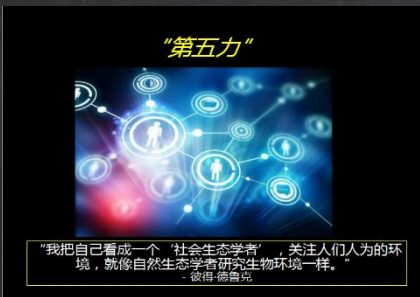 “第五力“
“我把自己看成一个‘社会生态学者’，关注人们人为的环
境，就像自然生态学者研究生物环境一样。”
- 彼得·德鲁克